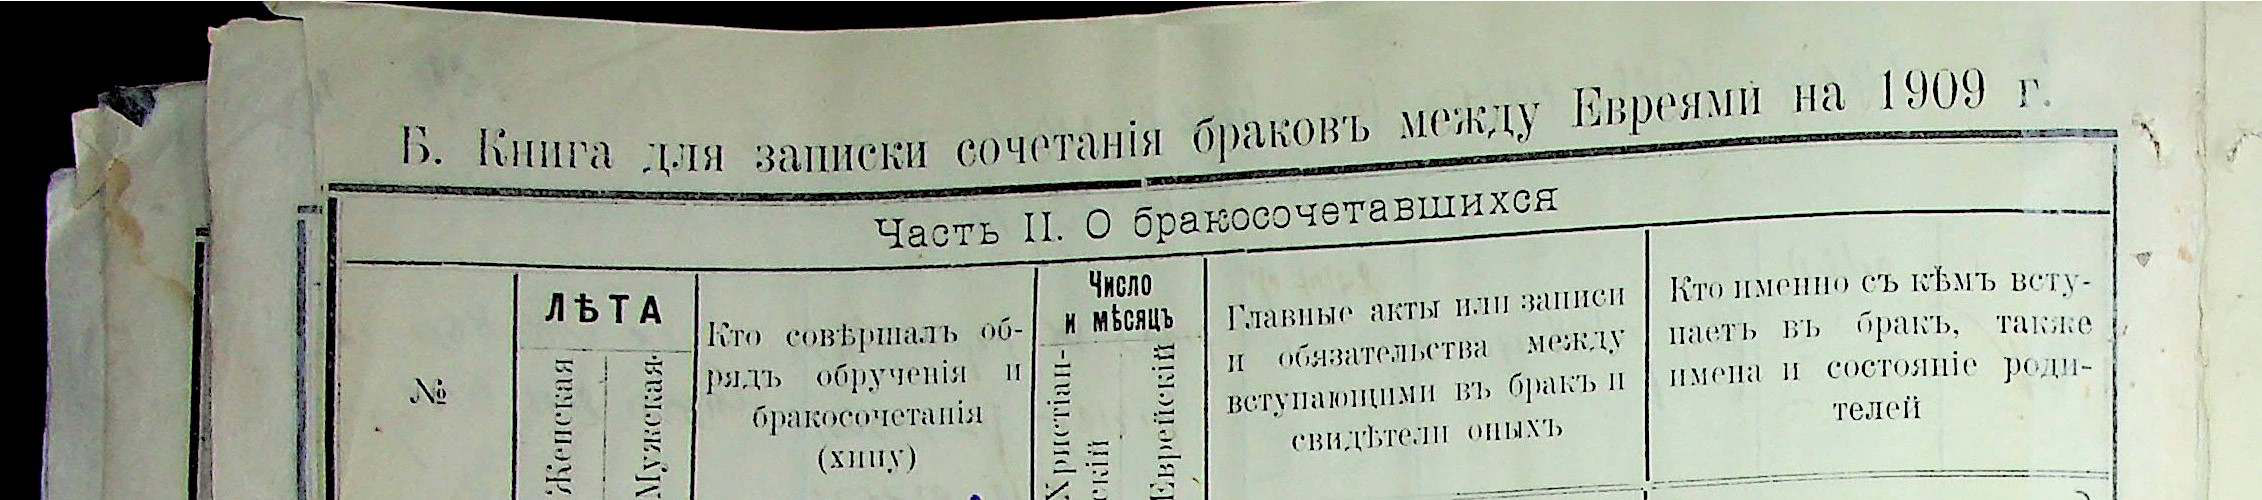 Б. Книга для записки сочетанія браковъ между Евреями на 1909 г.
Часть II. О бракосочетавшихся
№
ЛѢТА
Женская
Мужская
Кто совѣршалъ об-
рядъ обрученія и
бракосочетанія
(хипу)
Число
и мѣсяцъ
Христіан-
скій
Еврейскій
Главные акты или записи
и обязательства между
вступающими въ бракъ и
свидѣтели оныхъ
Кто именно съ кѣмъ всту-
паетъ въ бракъ, также
имена и состояніе роди-
телей